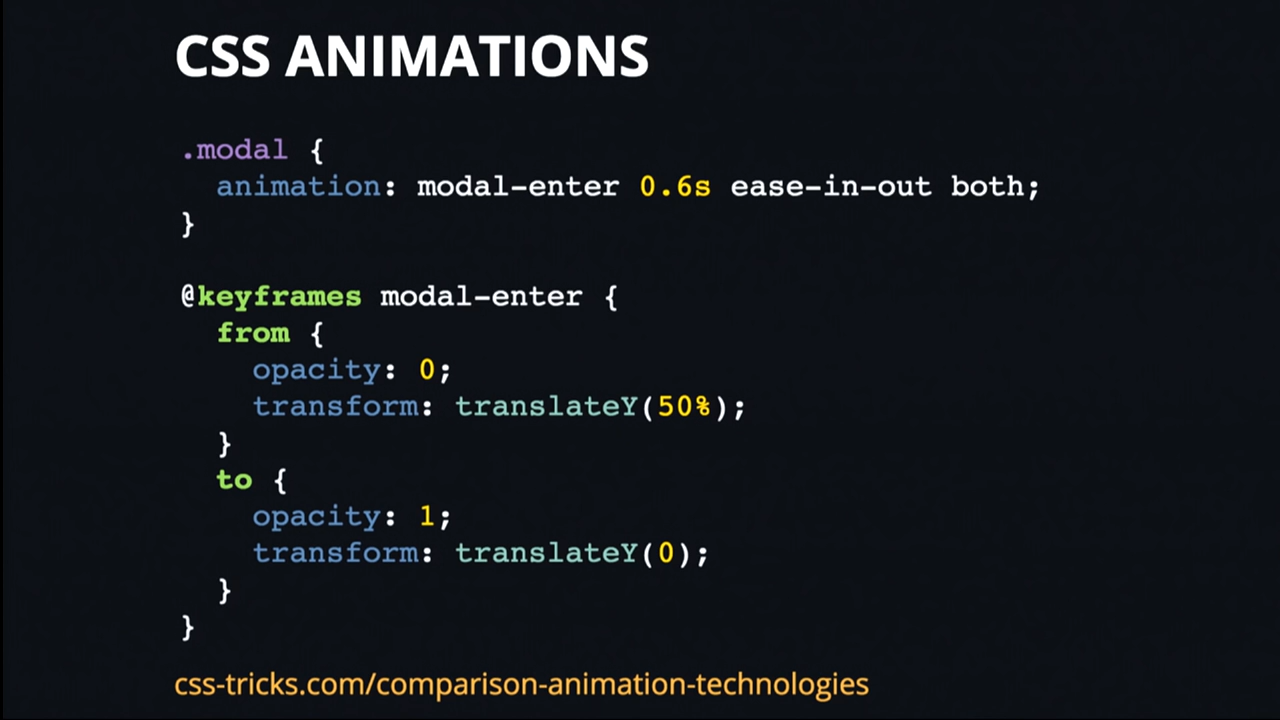 CSS ANIMATIONS
.modal {
animation: modal-enter 0.6s ease-in-out both;
}
@keyframes modal-enter {
from {
opacity: 0;
transform: translateY(50%);
}
to {
opacity: 1;
transform: translateY(0);
}
}
css-tricks.com/comparison-animation-technologies